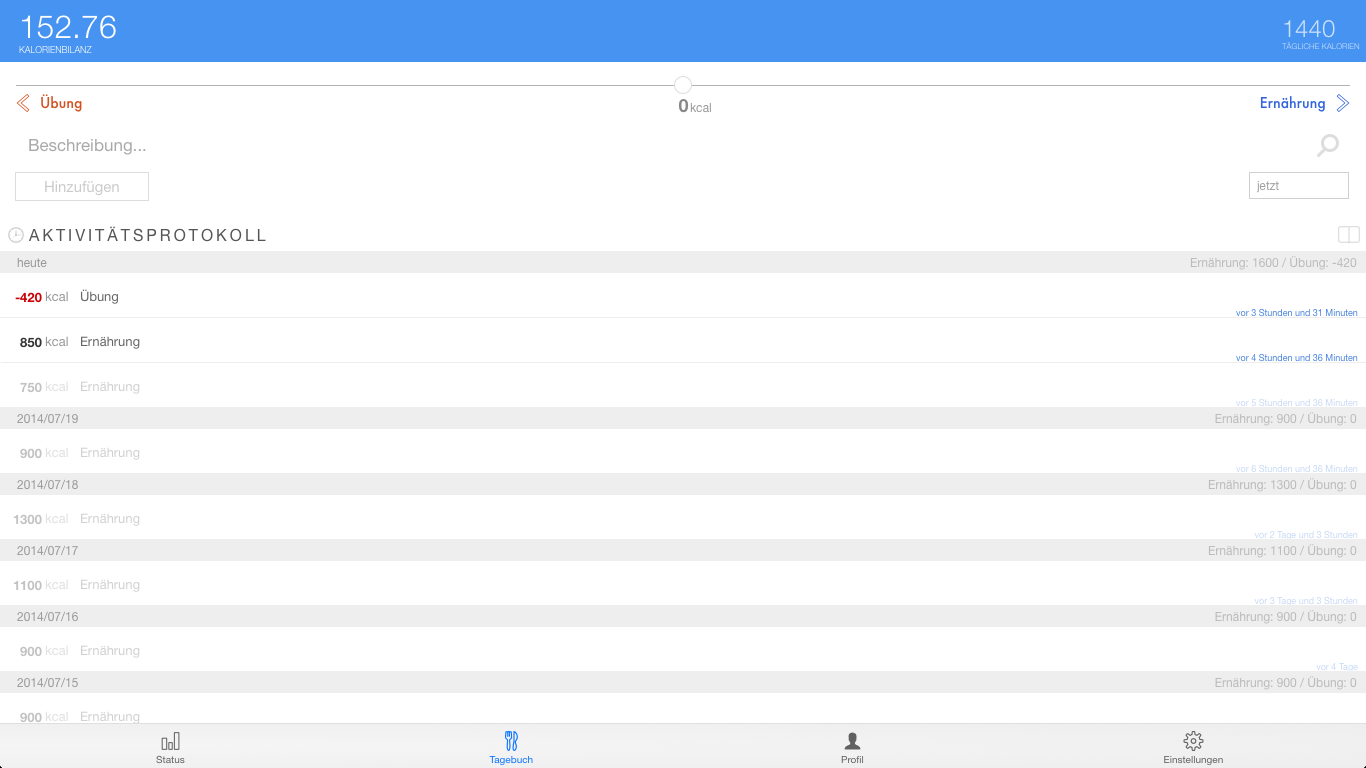 152.76
KALORIENBILANZ
1440
TÄGLICHE KALORIEN
Übung
0 kcal
Ernährung
Beschreibung...
Hinzufügen
jetzt
AKTIVITÄTSPROTOKOLL
heute Ernährung: 1600 / Übung: -420
-420 kcal Übung
vor 3 Stunden und 31 Minuten
850 kcal Ernährung
vor 4 Stunden und 36 Minuten
750 kcal Ernährung
vor 5 Stunden und 36 Minuten
2014/07/19 Ernährung: 900 / Übung: 0
900 kcal Ernährung
vor 6 Stunden und 36 Minuten
2014/07/18 Ernährung: 1300 / Übung: 0
1300 kcal Ernährung
vor 2 Tage und 3 Stunden
2014/07/17 Ernährung: 1100 / Übung: 0
1100 kcal Ernährung
vor 3 Tage und 3 Stunden
2014/07/16 Ernährung: 900 / Übung: 0
900 kcal Ernährung
vor 4 Tage
2014/07/15 Ernährung: 900 / Übung: 0
900 kcal Ernährung
Status Tagebuch Profil Einstellungen